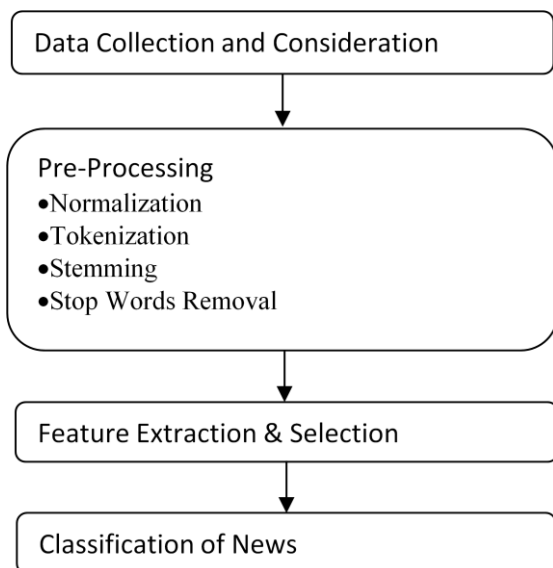 Data Collection and Consideration
Pre-Processing
•Normalization
•Tokenization
•Stemming
•Stop Words Removal
Feature Extraction & Selection
Classification of News